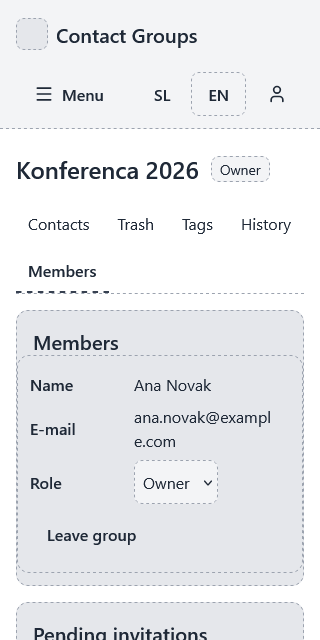 Contact Groups
Menu SL EN
Konferenca 2026 Owner
Contacts Trash Tags History
Members
Members
Name Ana Novak
E-mail ana.novak@exampl
e.com
Role Owner
Leave group
Pending invitations